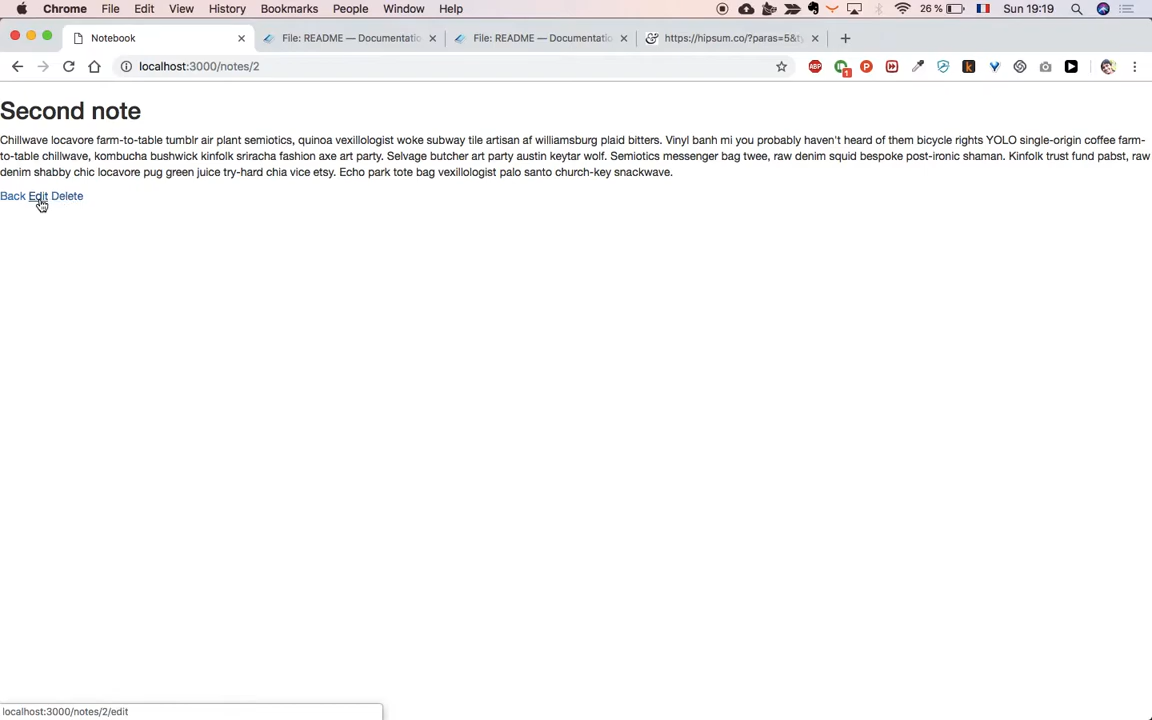 Chrome File Edit View History Bookmarks People Window Help 26 % Sun 19:19
Notebook File: README — Documentatio File: README — Documentatio https://hipsum.co/?paras=5&ty
localhost:3000/notes/2
ABP 1
Second note
Chillwave locavore farm-to-table tumblr air plant semiotics, quinoa vexillologist woke subway tile artisan af williamsburg plaid bitters. Vinyl banh mi you probably haven't heard of them bicycle rights YOLO single-origin coffee farm-
to-table chillwave, kombucha bushwick kinfolk sriracha fashion axe art party. Selvage butcher art party austin keytar wolf. Semiotics messenger bag twee, raw denim squid bespoke post-ironic shaman. Kinfolk trust fund pabst, raw
denim shabby chic locavore pug green juice try-hard chia vice etsy. Echo park tote bag vexillologist palo santo church-key snackwave.
Back Edit Delete
localhost:3000/notes/2/edit